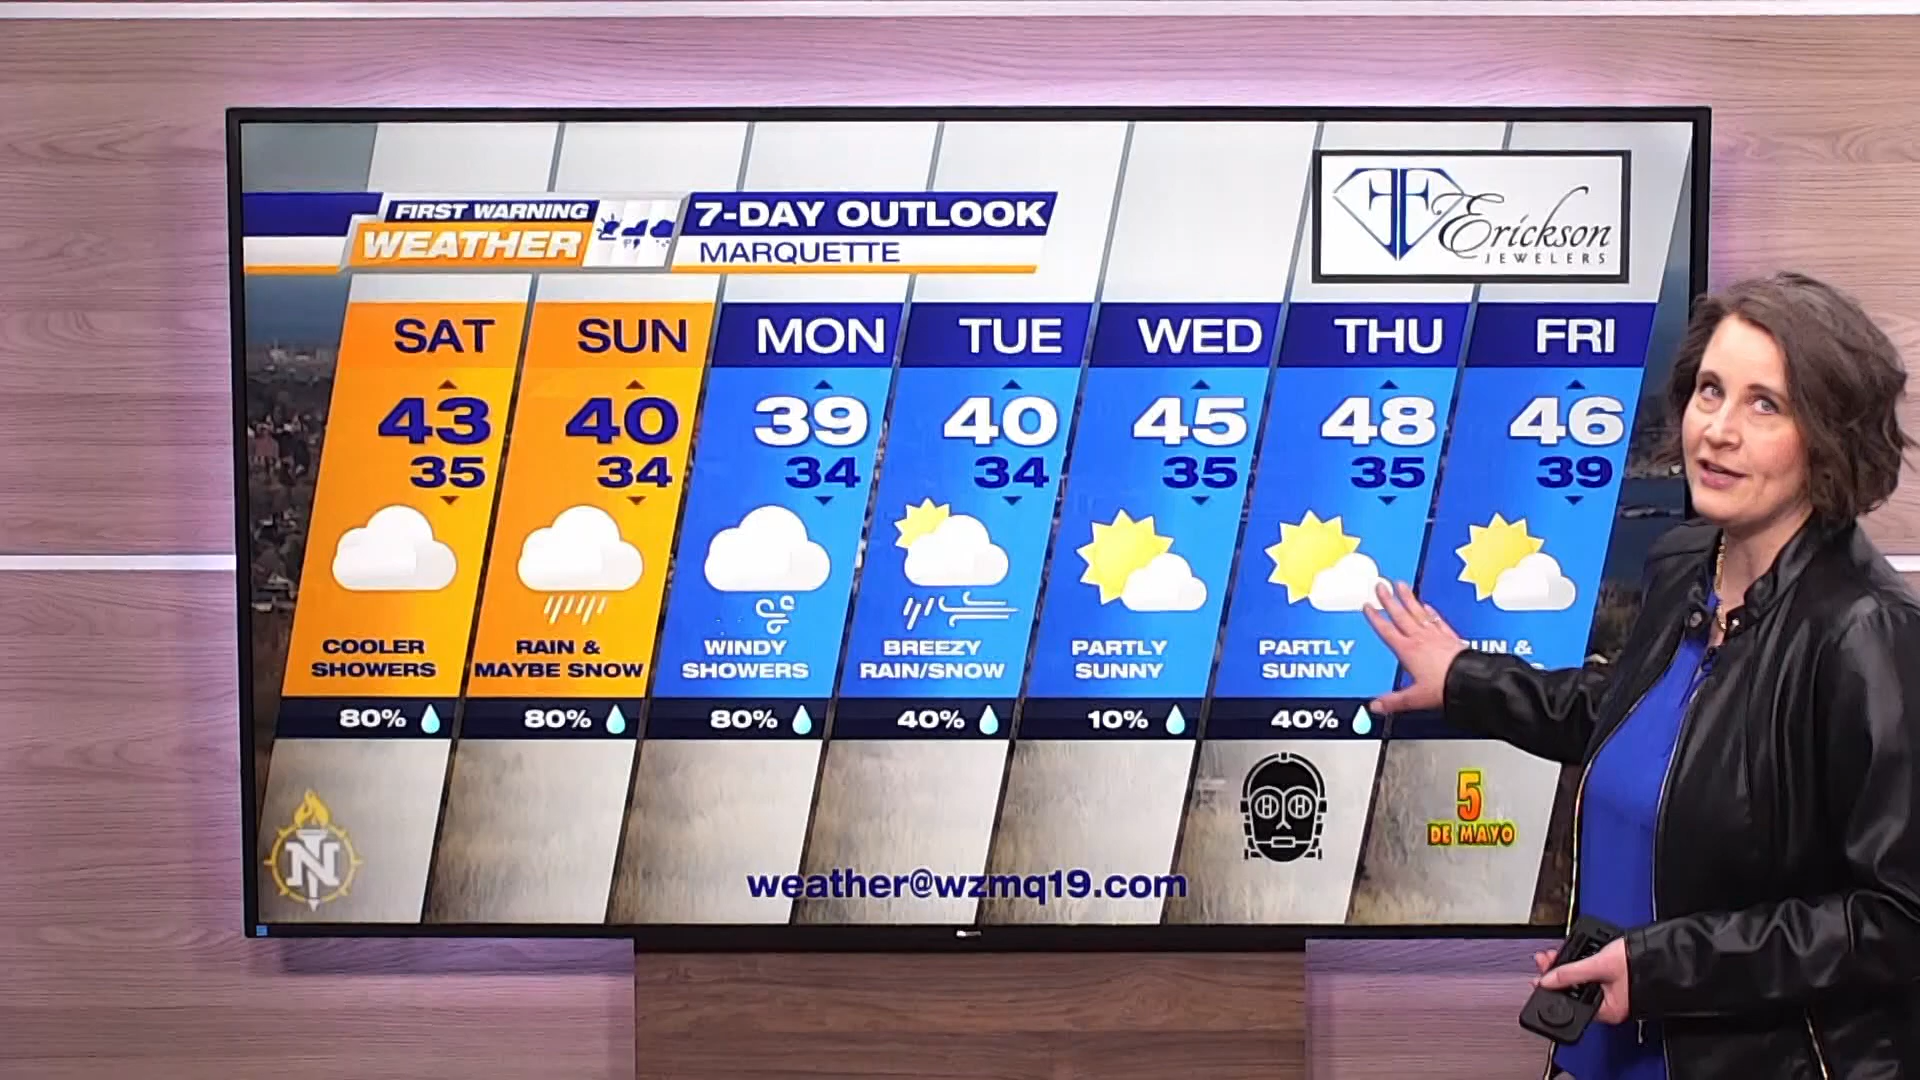 FIRST WARNING
WEATHER
7-DAY OUTLOOK
MARQUETTE
Erickson
JEWELERS
SAT SUN MON TUE WED THU FRI
43 40 39 40 45 48 46
35 34 34 34 35 35 39
COOLER
SHOWERS
RAIN &
MAYBE SNOW
WINDY
SHOWERS
BREEZY
RAIN/SNOW
PARTLY
SUNNY
PARTLY
SUNNY
&
80% 80% 80% 40% 10% 40%
N
5
DE MAYO
weather@wzmq19.com